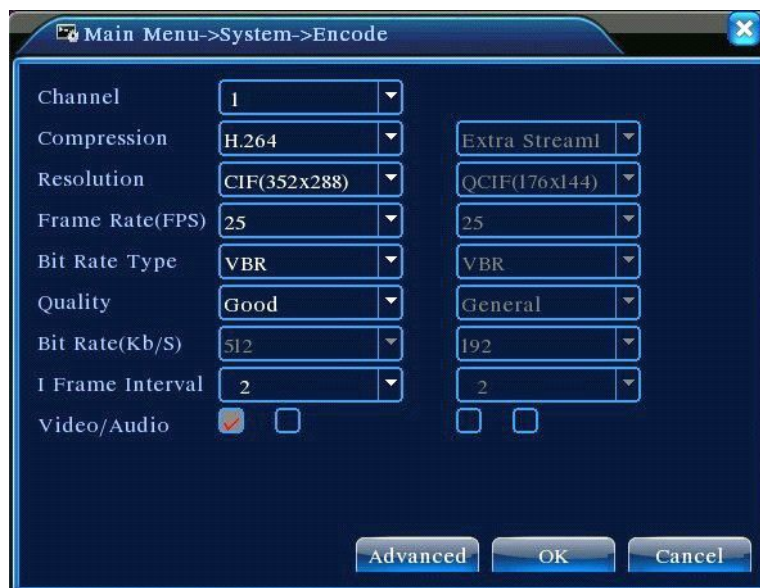 Main Menu->System->Encode
Channel 1
Compression H.264 Extra Stream1
Resolution CIF(352x288) QCIF(176x144)
Frame Rate(FPS) 25 25
Bit Rate Type VBR VBR
Quality Good General
Bit Rate(Kb/S) 512 192
I Frame Interval 2 2
Video/Audio
Advanced OK Cancel